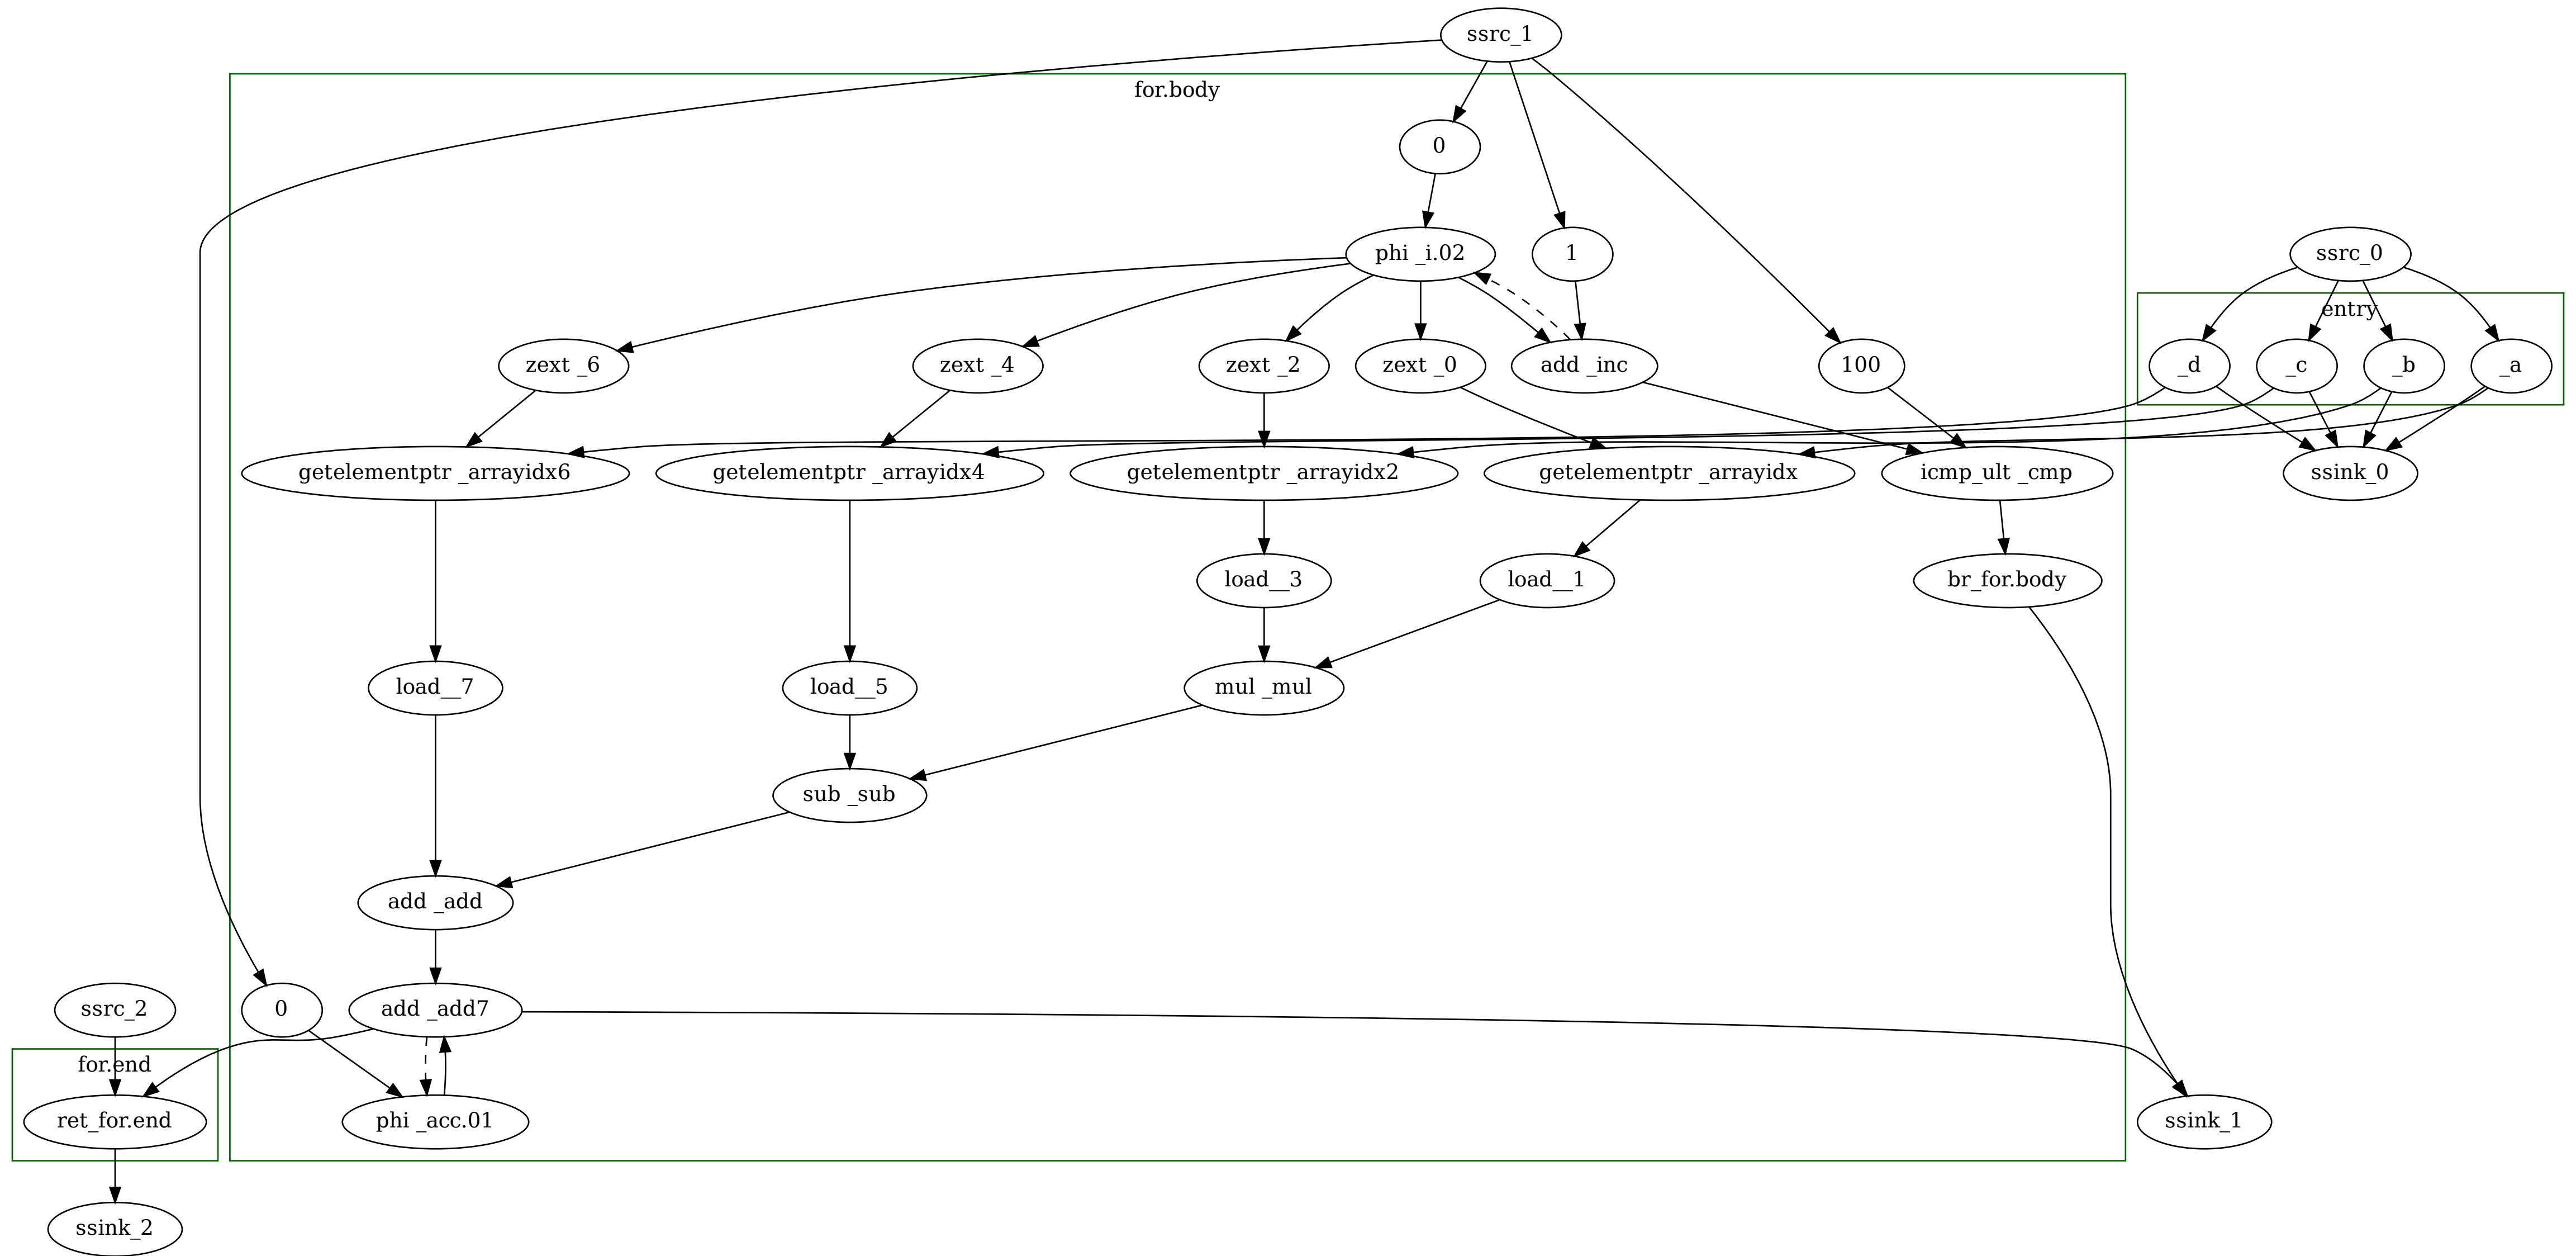 ssrc_1
for.body
0
phi _i.02
1
ssrc_0
entry
zext _6
zext _4
zext _2
zext _0
add _inc
100
_d
_c
_b
_a
getelementptr _arrayidx6
getelementptr _arrayidx4
getelementptr _arrayidx2
getelementptr _arrayidx
icmp_ult _cmp
ssink_0
load__3
load__1
br_for.body
load__7
load__5
mul _mul
sub _sub
add _add
ssrc_2
0
add _add7
for.end
ret_for.end
phi _acc.01
ssink_1
ssink_2